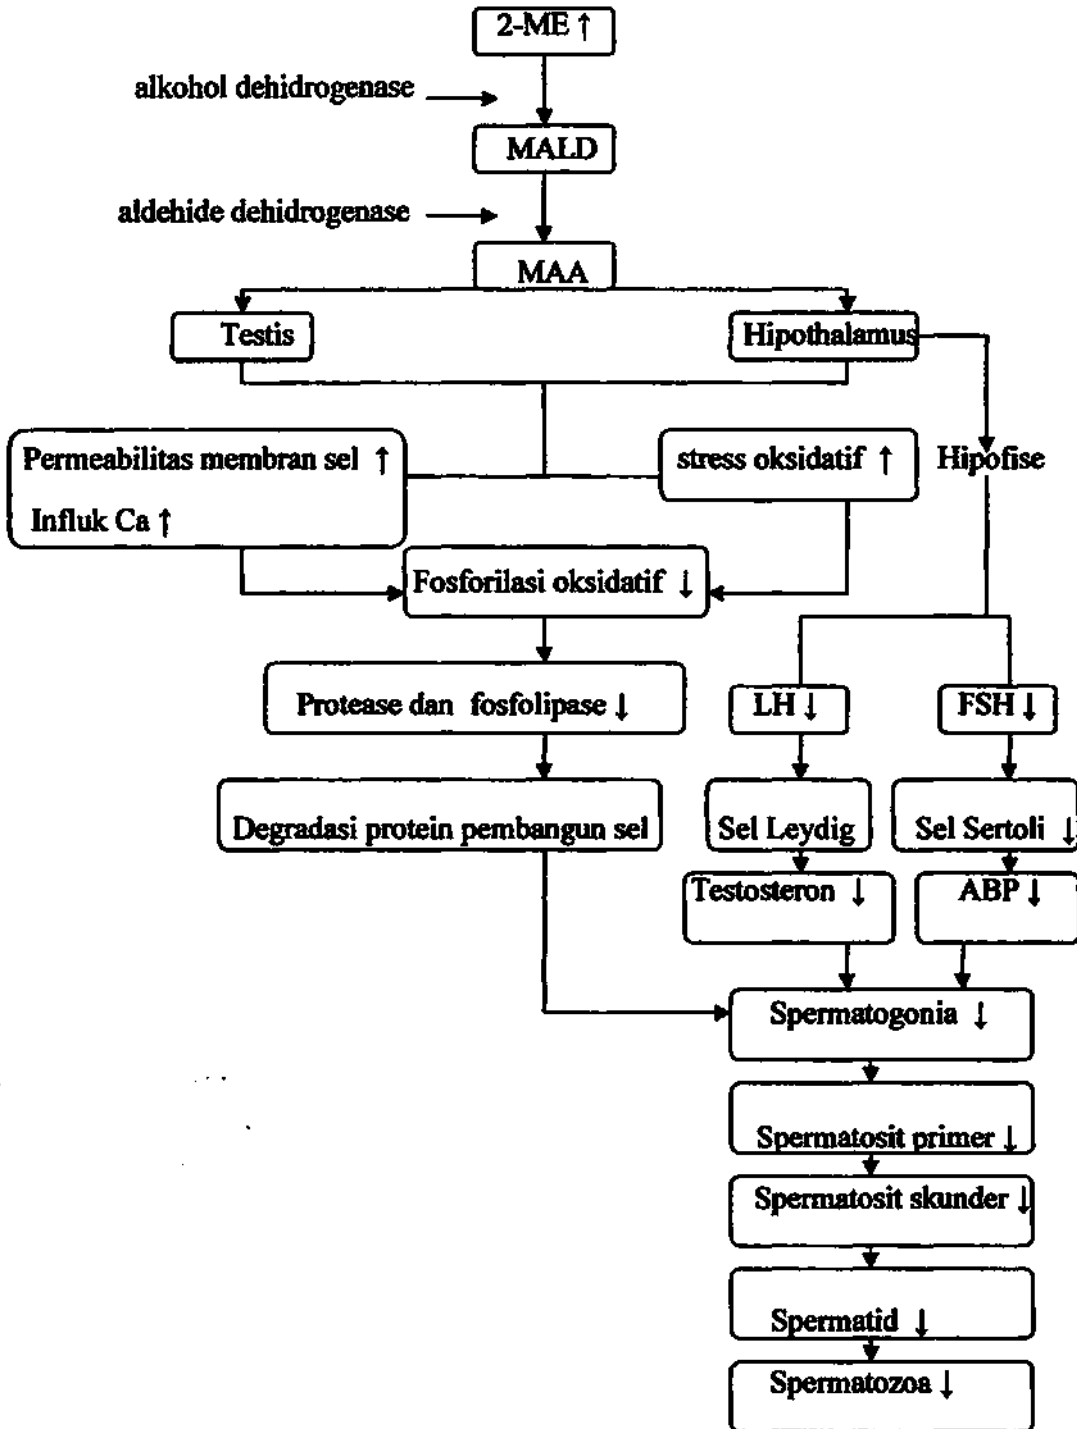 2-ME ↑
alkohol dehidrogenase
MALD
aldehide dehidrogenase
MAA
Testis
Hipothalamus
Permeabilitas membran sel ↑
Influk Ca ↑
stress oksidatif ↑
Hipofise
Fosforilasi oksidatif ↓
Protease dan fosfolipase ↓
LH ↓
FSH ↓
Degradasi protein pembangun sel
Sel Leydig
Sel Sertoli ↓
Testosteron ↓
ABP ↓
Spermatogonia ↓
Spermatosit primer ↓
Spermatosit skunder ↓
Spermatid ↓
Spermatozoa ↓